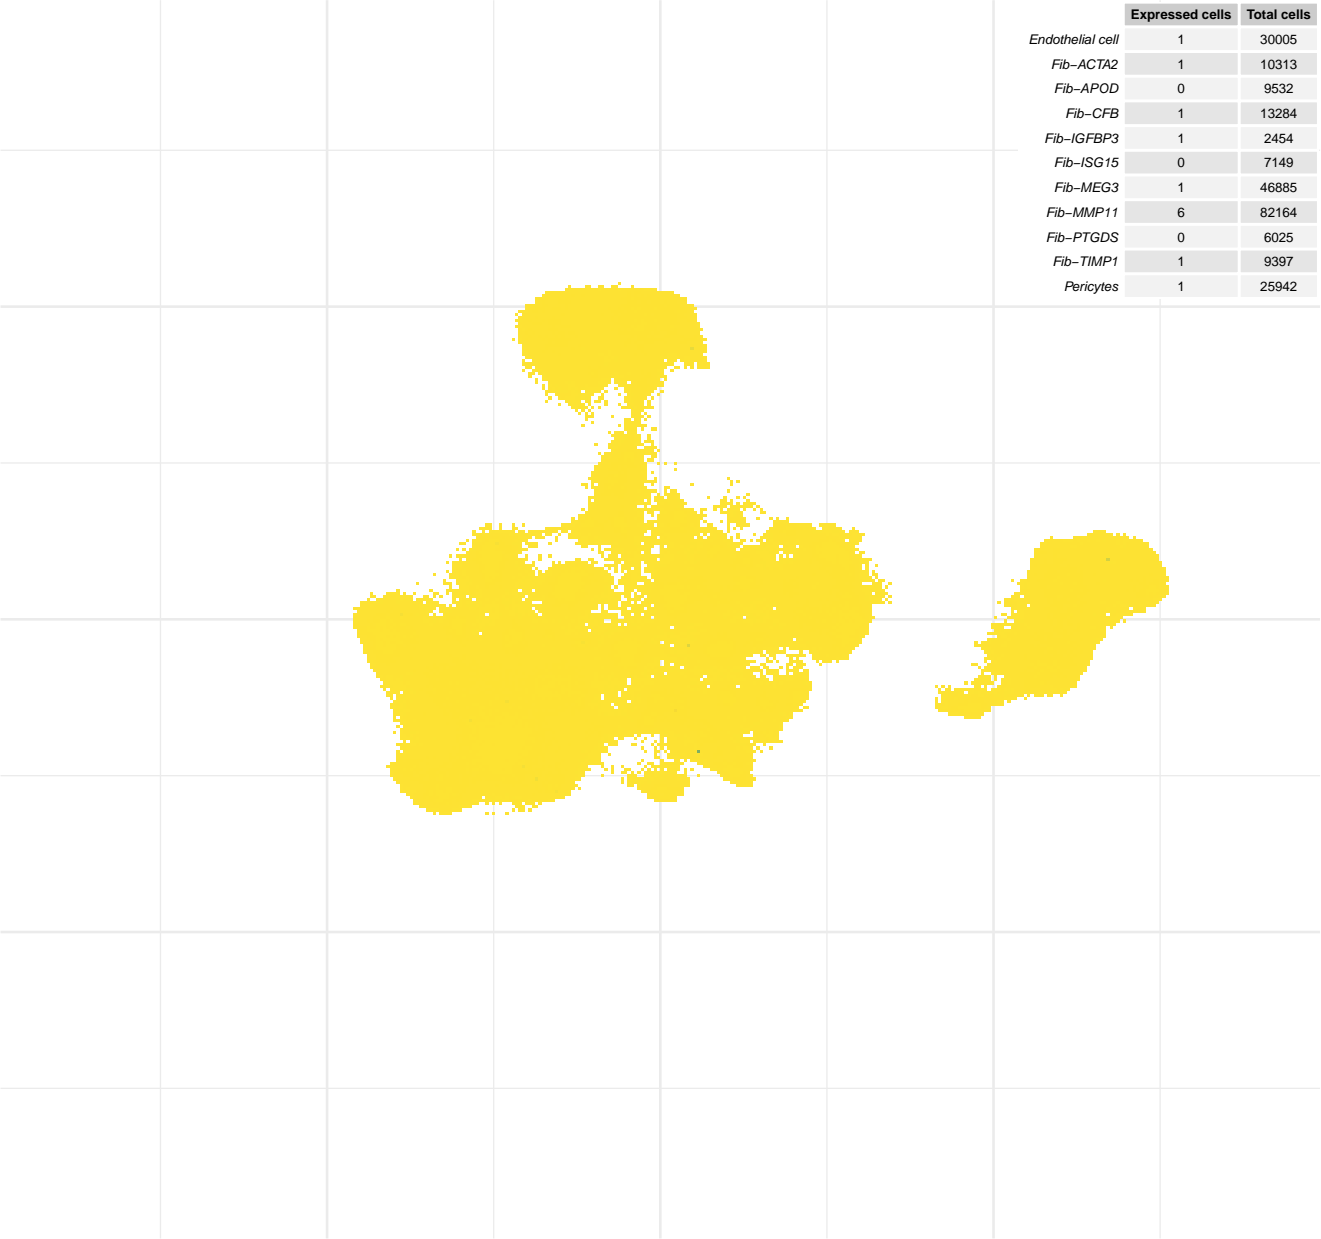 Expressed cells Total cells
Endothelial cell 1 30005
Fib−ACTA2 1 10313
Fib−APOD 0 9532
Fib−CFB 1 13284
Fib−IGFBP3 1 2454
Fib−ISG15 0 7149
Fib−MEG3 1 46885
Fib−MMP11 6 82164
Fib−PTGDS 0 6025
Fib−TIMP1 1 9397
Pericytes 1 25942